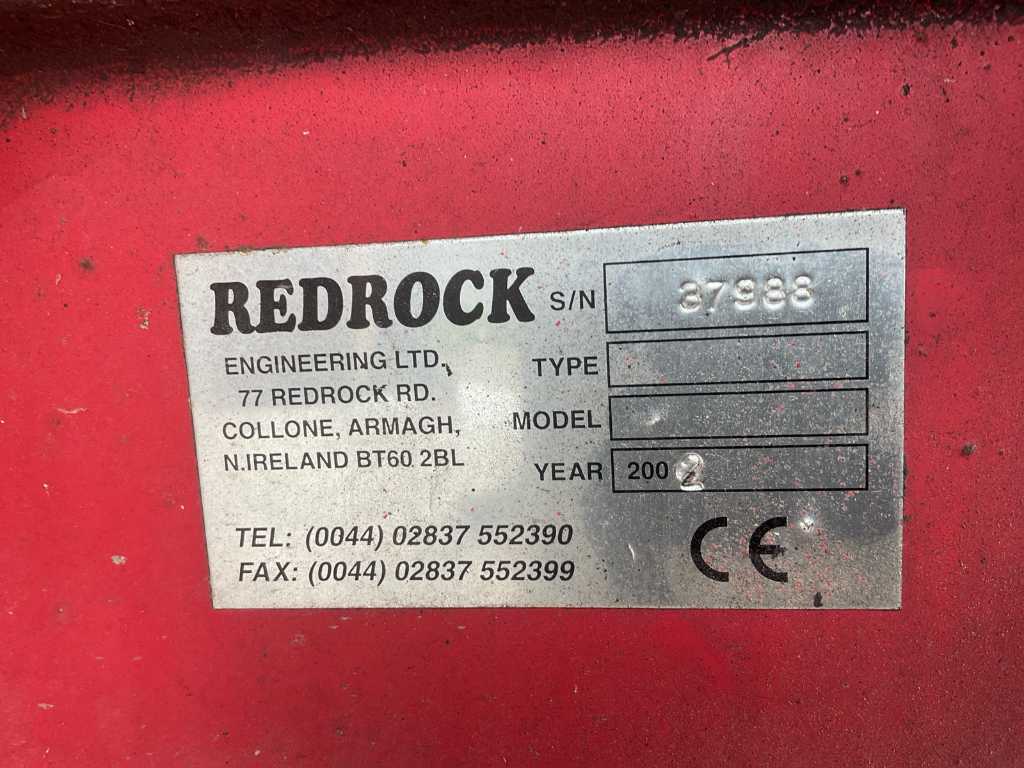 REDROCK
ENGINEERING LTD,
77 REDROCK RD.
COLLONE, ARMAGH,
N.IRELAND BT60 2BL
S/N 37988
TYPE
MODEL
YEAR 2002
TEL: (0044) 02837 552390
FAX: (0044) 02837 552399
CE